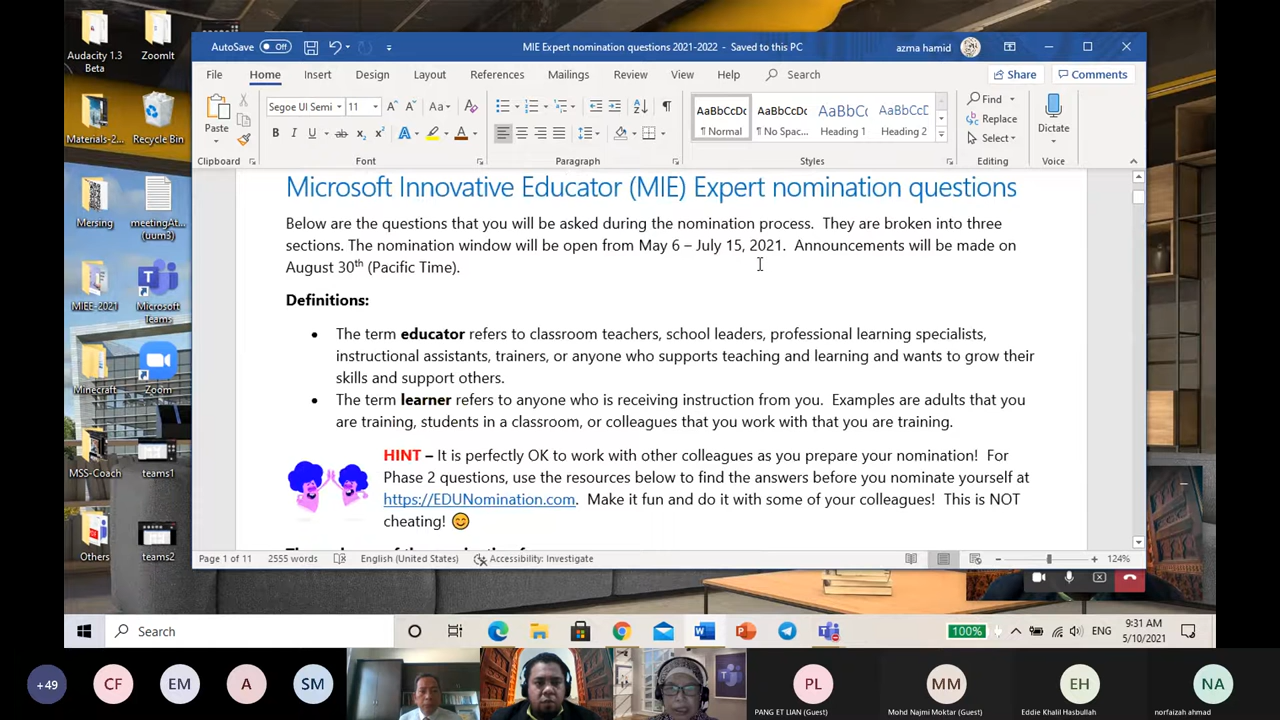 Audacity 1.3
Beta
ZoomIt
Materials-2...
Recycle Bin
Mersing
meetingAt...
(uum3)
MIEE-2021
Microsoft
Teams
Minecraft
Zoom
MSS-Coach
teams1
Others
teams2
AutoSave Off
MIE Expert nomination questions 2021-2022 - Saved to this PC
azma hamid
File Home Insert Design Layout References Mailings Review View Help Search Share Comments
Paste
Clipboard
Segoe UI Semi 11
Font
Paragraph
AaBbCcDc AaBbCcDc AaBbCc AaBbCcD
¶ Normal ¶ No Spac... Heading 1 Heading 2
Styles
Find
Replace
Select
Editing
Dictate
Voice
Microsoft Innovative Educator (MIE) Expert nomination questions
Below are the questions that you will be asked during the nomination process. They are broken into three
sections. The nomination window will be open from May 6 – July 15, 2021. Announcements will be made on
August 30th (Pacific Time).
Definitions:
• The term educator refers to classroom teachers, school leaders, professional learning specialists,
instructional assistants, trainers, or anyone who supports teaching and learning and wants to grow their
skills and support others.
• The term learner refers to anyone who is receiving instruction from you. Examples are adults that you
are training, students in a classroom, or colleagues that you work with that you are training.
HINT – It is perfectly OK to work with other colleagues as you prepare your nomination! For
Phase 2 questions, use the resources below to find the answers before you nominate yourself at
https://EDUNomination.com. Make it fun and do it with some of your colleagues! This is NOT
cheating! 😊
Page 1 of 11 2555 words English (United States) Accessibility: Investigate 124%
Search
100%
ENG
9:31 AM
5/10/2021
+49
CF
EM
A
SM
PL
PANG ET LIAN (Guest)
MM
Mohd Najmi Moktar (Guest)
EH
Eddie Khalil Hasbullah
NA
norfaizah ahmad